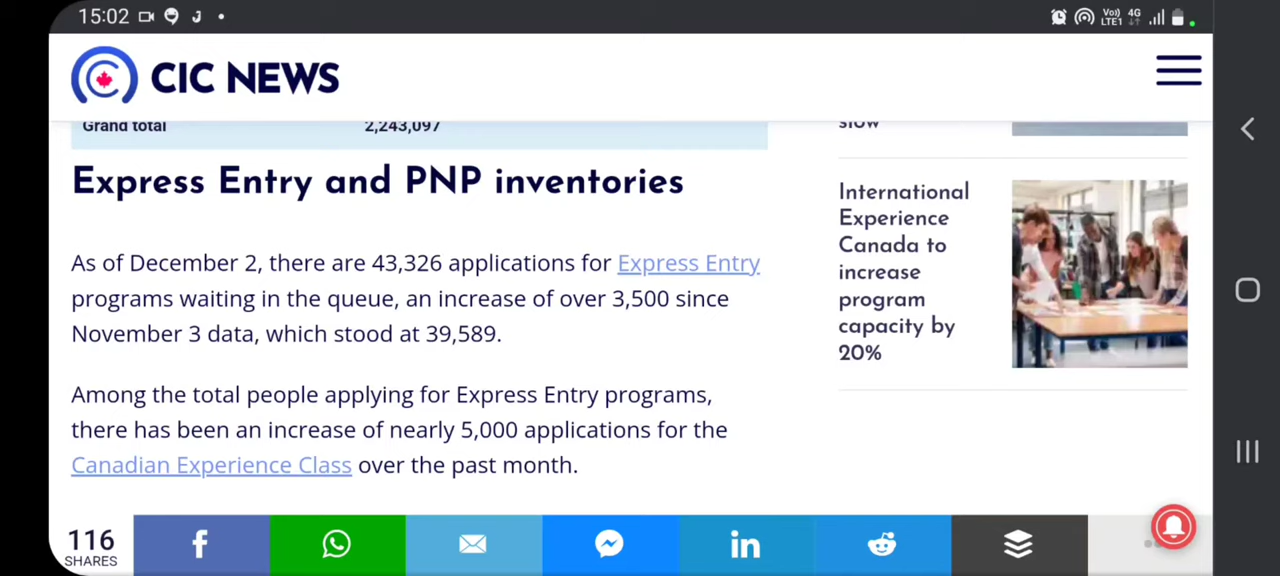 15:02
Vo)) 4G
LTE1
CIC NEWS
Grand total 2,243,097
Express Entry and PNP inventories
As of December 2, there are 43,326 applications for Express Entry
programs waiting in the queue, an increase of over 3,500 since
November 3 data, which stood at 39,589.
Among the total people applying for Express Entry programs,
there has been an increase of nearly 5,000 applications for the
Canadian Experience Class over the past month.
slow
International
Experience
Canada to
increase
program
capacity by
20%
116
SHARES